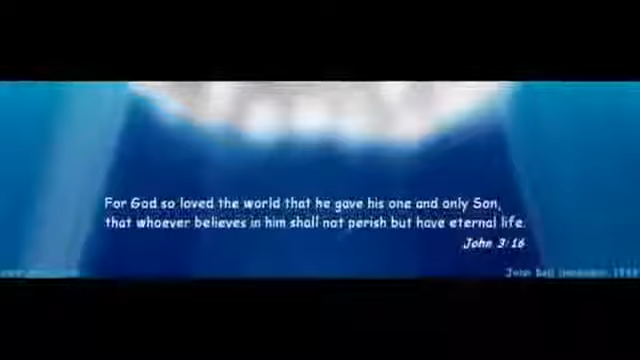 For God so loved the world that he gave his one and only Son,
that whoever believes in him shall not perish but have eternal life.
John 3:16
John